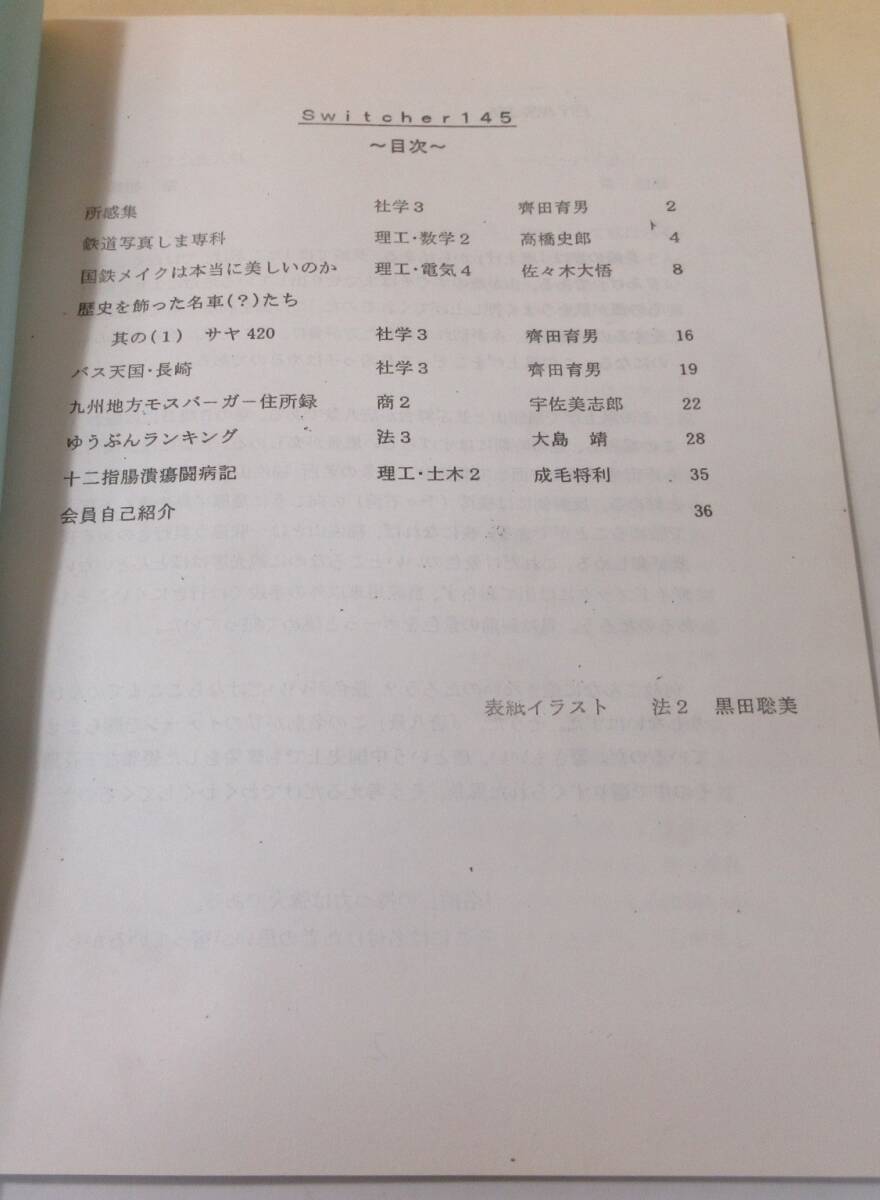 Switcher145
～目次～
所感集 社学3 齊田育男 2
鉄道写真しま専科 理工・数学2 高橋史郎 4
国鉄メイクは本当に美しいのか 理工・電気4 佐々木大悟 8
歴史を飾った名車(？)たち
其の(1) サヤ420 社学3 齊田育男 16
バス天国・長崎 社学3 齊田育男 19
九州地方モスバーガー住所録 商2 宇佐美志郎 22
ゆうぶんランキング 法3 大島 靖 28
十二指腸潰瘍闘病記 理工・土木2 成毛将利 35
会員自己紹介 36
表紙イラスト 法2 黒田聡美